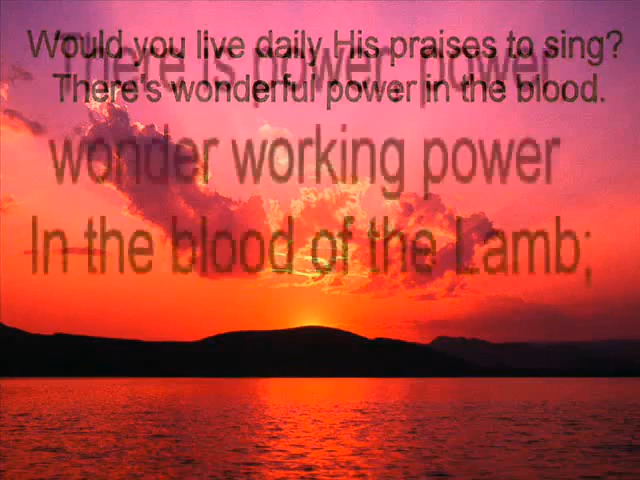 Would you live daily His praises to sing?
There is power, power
There's wonderful power in the blood.
wonder working power
In the blood of the Lamb;